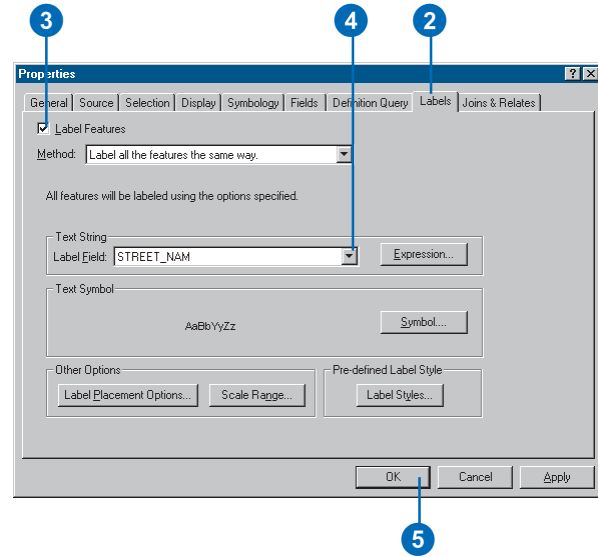 3 4 2
Properties ? ×
General Source Selection Display Symbology Fields Definition Query Labels Joins & Relates
Label Features
Method: Label all the features the same way.
All features will be labeled using the options specified.
Text String
Label Field: STREET_NAM Expression...
Text Symbol
AaBbYyZz Symbol....
Other Options Pre-defined Label Style
Label Placement Options... Scale Range... Label Styles...
OK Cancel Apply
5